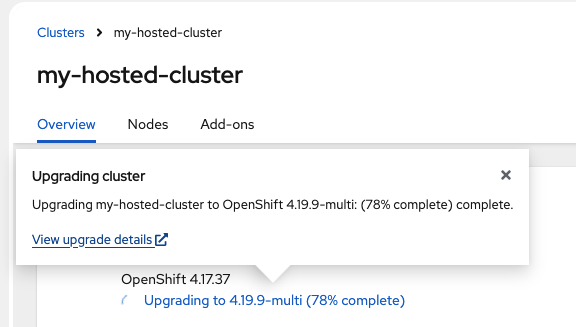 Clusters > my-hosted-cluster
my-hosted-cluster
Overview Nodes Add-ons
Upgrading cluster
Upgrading my-hosted-cluster to OpenShift 4.19.9-multi: (78% complete) complete.
View upgrade details
OpenShift 4.17.37
Upgrading to 4.19.9-multi (78% complete)